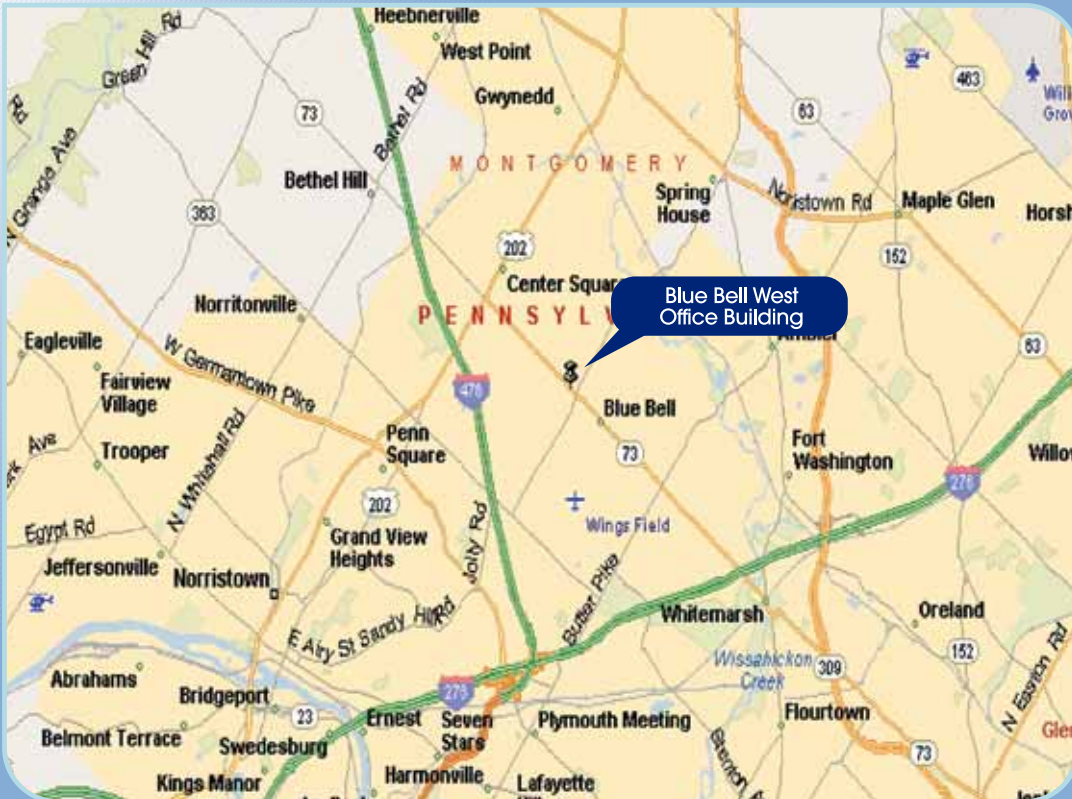 Heebnerville
West Point
Green Hill Rd
Rd
73
Bethel Rd
Gwynedd
63
463
N Grange Ave
MONTGOMERY
Bethel Hill
Spring
House
Norristown Rd
Maple Glen
363
202
152
Center Square
Norritonville
PENNSYLV
Blue Bell West
Office Building
Ambler
63
Eagleville
W Germantown Pike
Fairview
Village
476
Blue Bell
Trooper
Ave
N Whitehall Rd
Penn
Square
73
Fort
Washington
276
202
Wings Field
Egypt Rd
Grand View
Heights
Jolly Rd
Jeffersonville
Norristown
Butler Pike
Whitemarsh
Oreland
E Airy St
Sandy Hill Rd
Wissahickon
Creek
152
309
N Easton Rd
Abrahams
Bridgeport
276
23
Ernest
Seven
Stars
Plymouth Meeting
Flourtown
Belmont Terrace
Swedesburg
73
Kings Manor
Harmonville
Lafayette